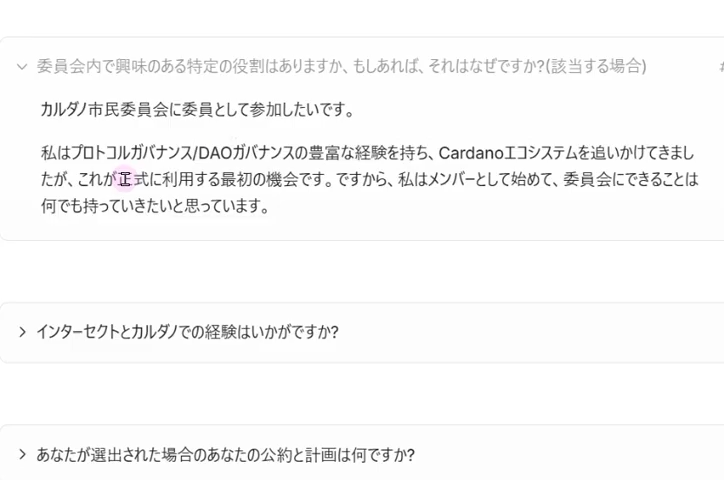 委員会内で興味のある特定の役割はありますか、もしあれば、それはなぜですか?(該当する場合)
カルダノ市民委員会に委員として参加したいです。
私はプロトコルガバナンス/DAOガバナンスの豊富な経験を持ち、Cardanoエコシステムを追いかけてきまし
たが、これが正式に利用する最初の機会です。ですから、私はメンバーとして始めて、委員会にできることは
何でも持っていきたいと思っています。
インターセクトとカルダノでの経験はいかがですか?
あなたが選出された場合のあなたの公約と計画は何ですか?